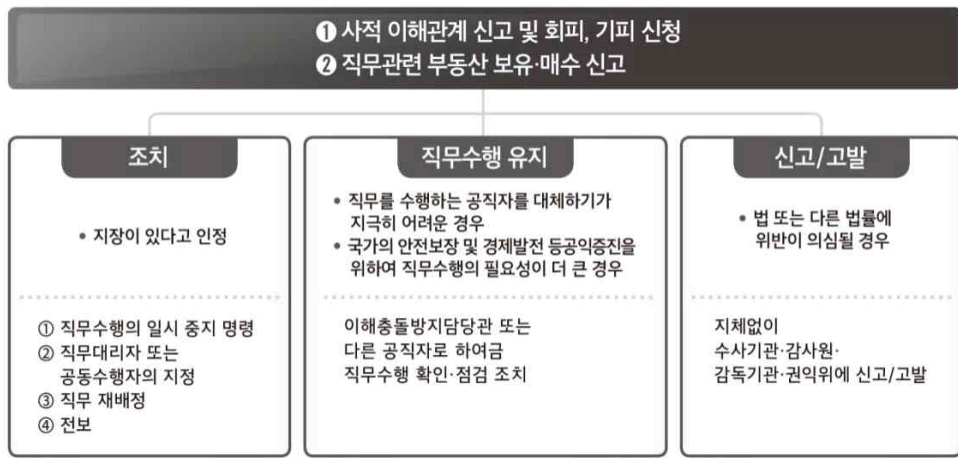 ❶ 사적 이해관계 신고 및 회피, 기피 신청
❷ 직무관련 부동산 보유·매수 신고
조치
• 지장이 있다고 인정
① 직무수행의 일시 중지 명령
② 직무대리자 또는
공동수행자의 지정
③ 직무 재배정
④ 전보
직무수행 유지
• 직무를 수행하는 공직자를 대체하기가
지극히 어려운 경우
• 국가의 안전보장 및 경제발전 등공익증진을
위하여 직무수행의 필요성이 더 큰 경우
이해충돌방지담당관 또는
다른 공직자로 하여금
직무수행 확인·점검 조치
신고/고발
• 법 또는 다른 법률에
위반이 의심될 경우
지체없이
수사기관·감사원·
감독기관·권익위에 신고/고발